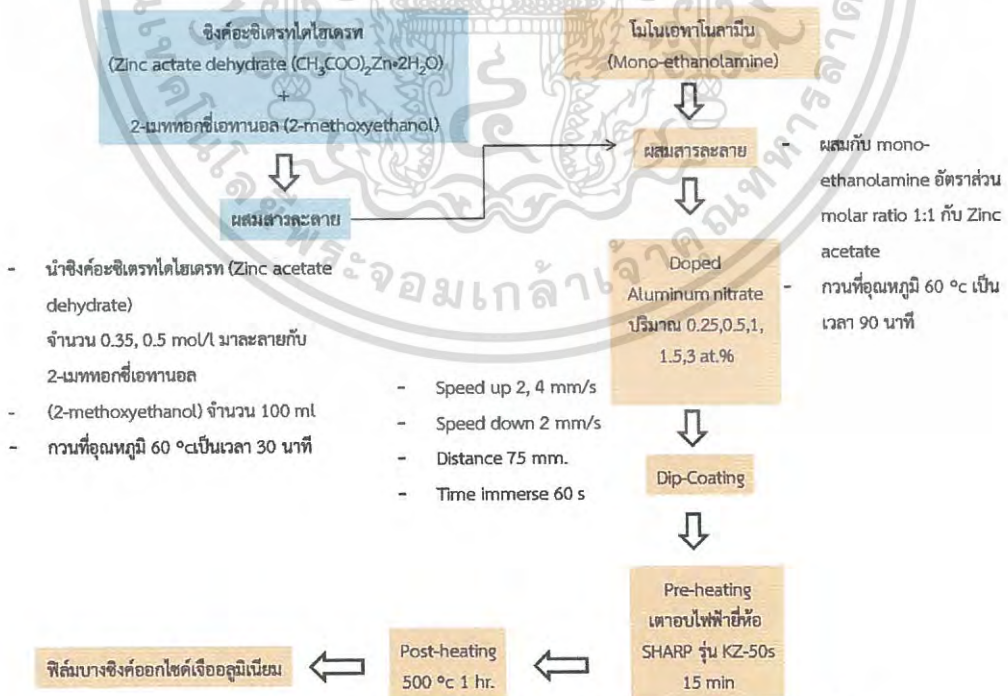 ซิงค์อะซิเตรทไดไฮเดรท
(Zinc actate dehydrate (CH₃COO)₂Zn•2H₂O)
+
2-เมททอกซี่เอทานอล (2-methoxyethanol)
ผสมสารละลาย
โมโนเอทาโนลามีน
(Mono-ethanolamine)
ผสมสารละลาย
- ผสมกับ mono-
ethanolamine อัตราส่วน
molar ratio 1:1 กับ Zinc
acetate
- กวนที่อุณหภูมิ 60 °c เป็น
เวลา 90 นาที
- นำซิงค์อะซิเตรทไดไฮเดรท (Zinc acetate
dehydrate)
จำนวน 0.35, 0.5 mol/l มาละลายกับ
2-เมททอกซี่เอทานอล
- (2-methoxyethanol) จำนวน 100 ml
- กวนที่อุณหภูมิ 60 °cเป็นเวลา 30 นาที
Doped
Aluminum nitrate
ปริมาณ 0.25,0.5,1,
1.5,3 at.%
- Speed up 2, 4 mm/s
- Speed down 2 mm/s
- Distance 75 mm.
- Time immerse 60 s
Dip-Coating
Pre-heating
เตาอบไฟฟ้ายี่ห้อ
SHARP รุ่น KZ-50s
15 min
Post-heating
500 °c 1 hr.
ฟิล์มบางซิงค์ออกไซด์เจืออลูมิเนียม